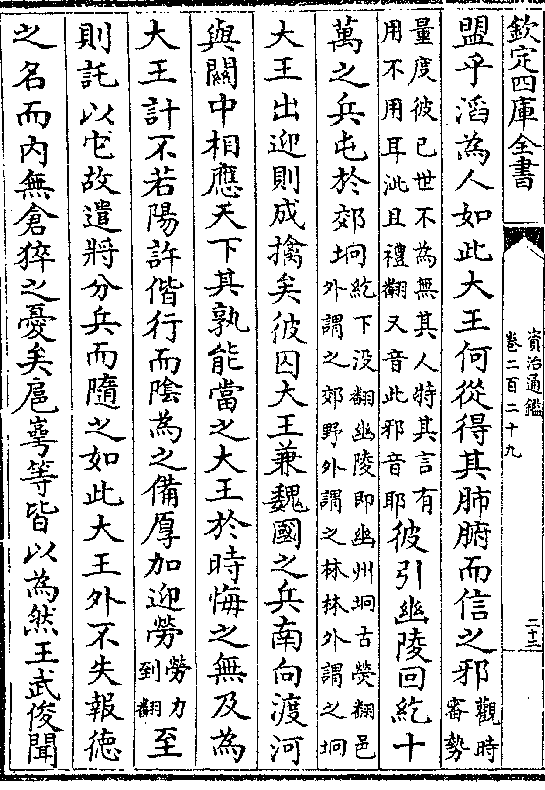 欽定四庫全書
資治通鑑
卷二百二十九
二十三
盟乎滔為人如此大王何從得其肺腑而信之邪觀時審勢
量度彼已世不為無其人特其言有用不用耳泚且禮翻又音此邪音耶彼引幽陵回紇十
萬之兵屯於郊坰紇下没翻幽陵即幽州坰古熒翻邑外謂之郊野外謂之林林外謂之坰
大王出迎則成擒矣彼囚大王兼魏國之兵南向渡河
與關中相應天下其孰能當之大王於時悔之無及為
大王計不若陽許偕行而陰為之備厚加迎勞勞力到翻至
則託以它故遣將分兵而隨之如此大王外不失報德
之名而内無倉猝之憂矣扈崿等皆以為然王武俊聞